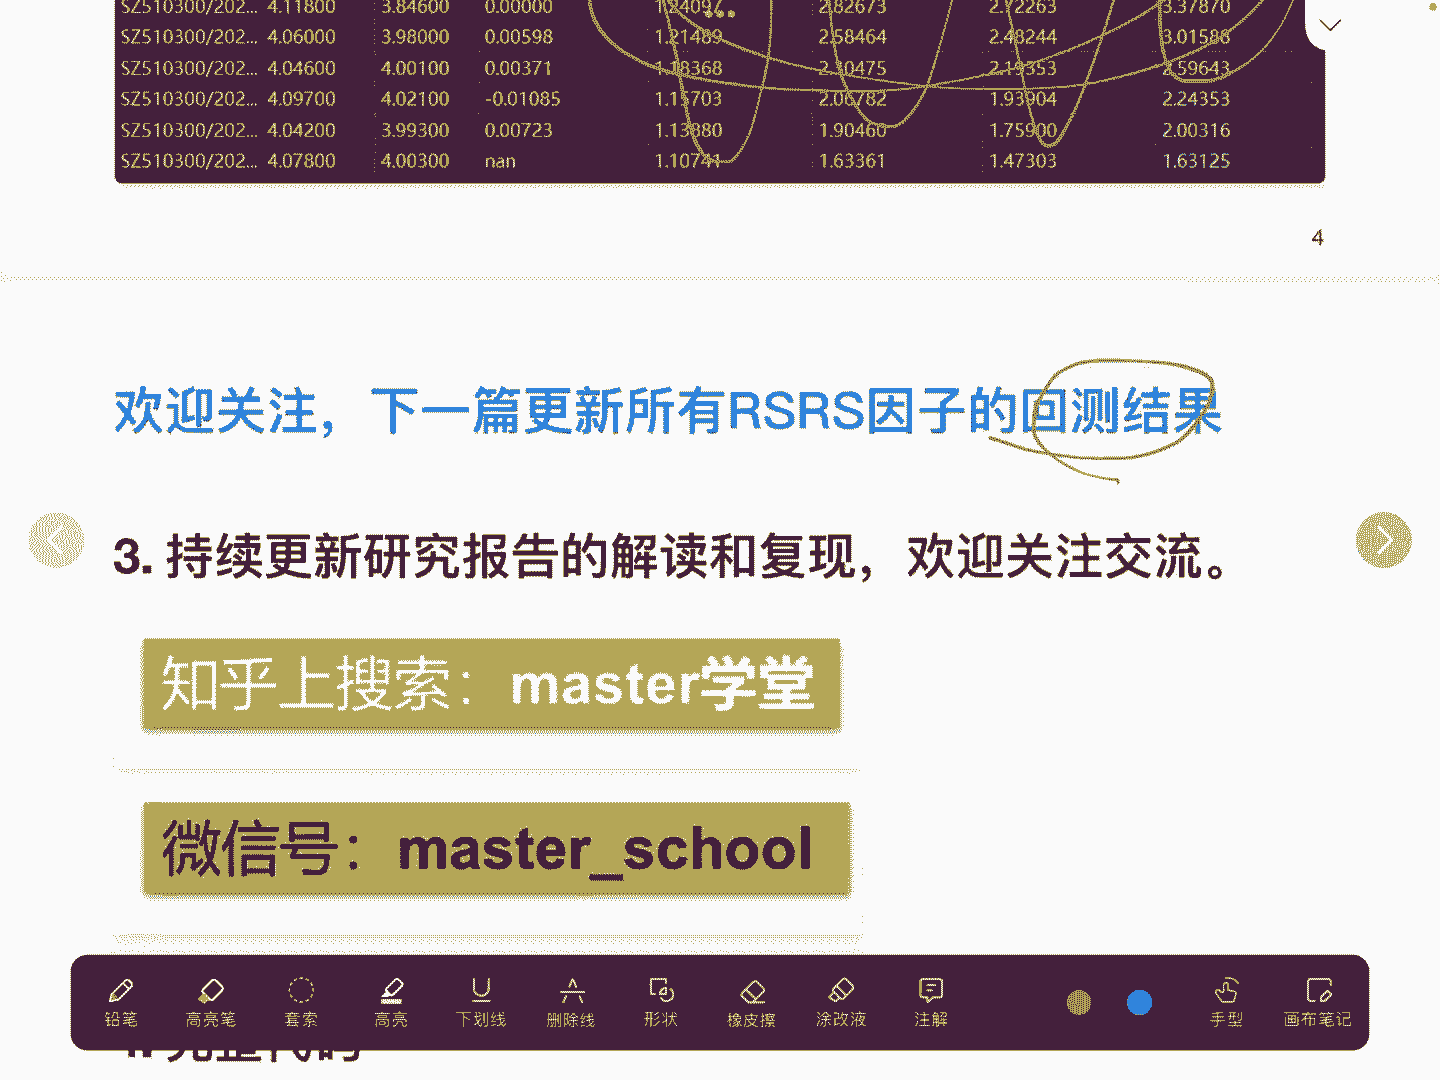 SZ510300/202... 4.11800 3.84600 0.00000 1.24097 2.82673 2.72263 3.37870
SZ510300/202... 4.06000 3.98000 0.00598 1.21489 2.58464 2.48244 3.01586
SZ510300/202... 4.04600 4.00100 0.00371 1.18368 2.30475 2.19353 2.59643
SZ510300/202... 4.09700 4.02100 -0.01085 1.15703 2.06782 1.93904 2.24353
SZ510300/202... 4.04200 3.99300 0.00723 1.13880 1.90460 1.75900 2.00316
SZ510300/202... 4.07800 4.00300 nan 1.10741 1.63361 1.47303 1.63125
4
欢迎关注，下一篇更新所有RSRS因子的回测结果
3. 持续更新研究报告的解读和复现，欢迎关注交流。
知乎上搜索：master学堂
微信号：master_school
铅笔 高亮笔 套索 高亮 下划线 删除线 形状 橡皮擦 涂改液 注解 手型 画布笔记